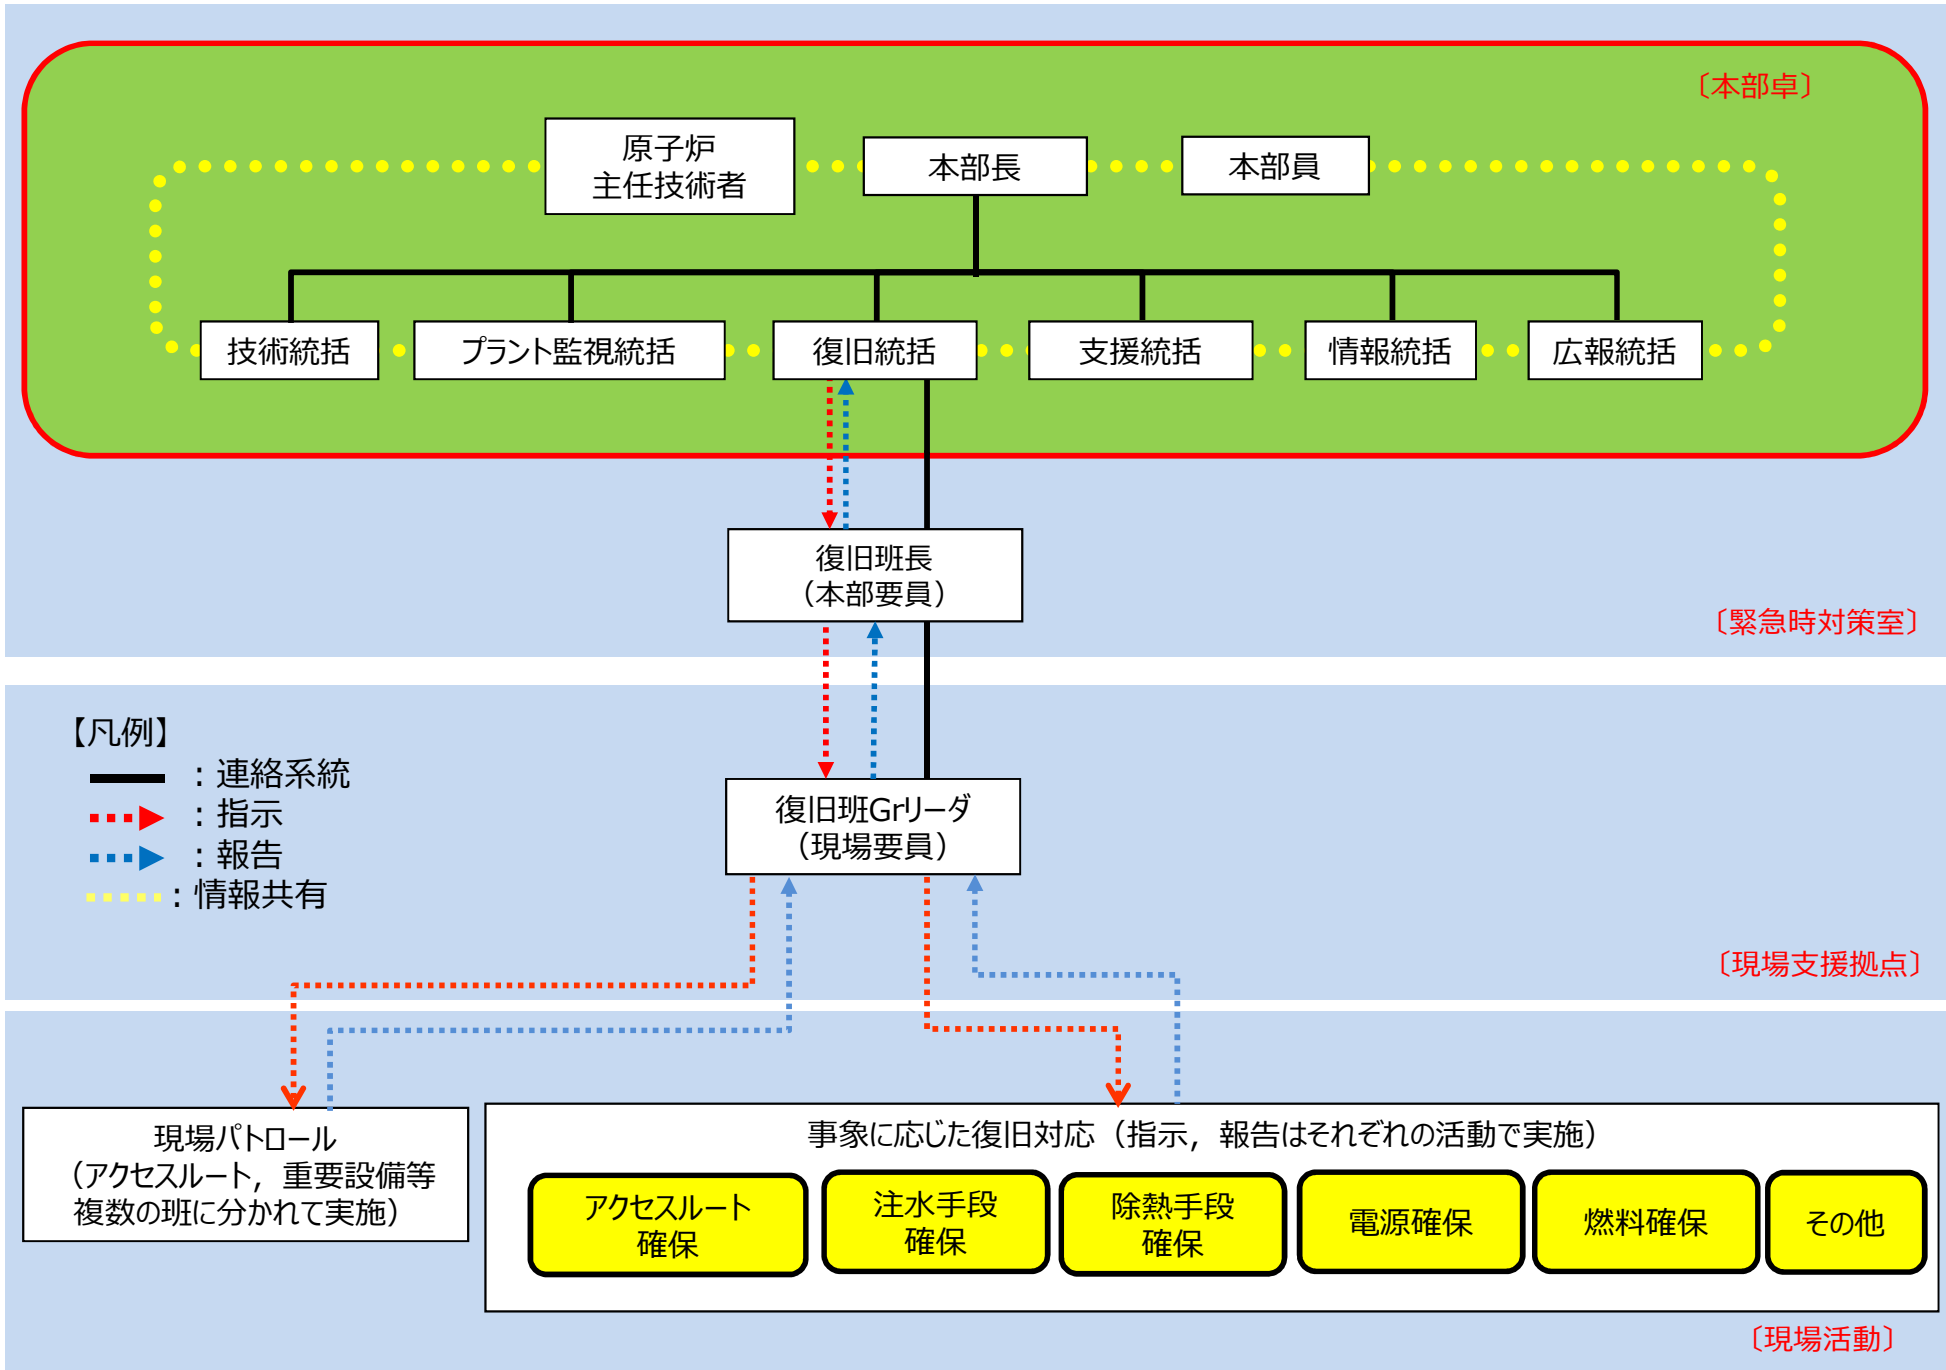 〔本部卓〕
原子炉
主任技術者
本部長
本部員
技術統括
プラント監視統括
復旧統括
支援統括
情報統括
広報統括
復旧班長
（本部要員）
〔緊急時対策室〕
【凡例】
：連絡系統
：指示
：報告
：情報共有
復旧班Grリーダ
（現場要員）
〔現場支援拠点〕
現場パトロール
（アクセスルート，重要設備等
複数の班に分かれて実施）
事象に応じた復旧対応（指示，報告はそれぞれの活動で実施）
アクセスルート
確保
注水手段
確保
除熱手段
確保
電源確保
燃料確保
その他
〔現場活動〕